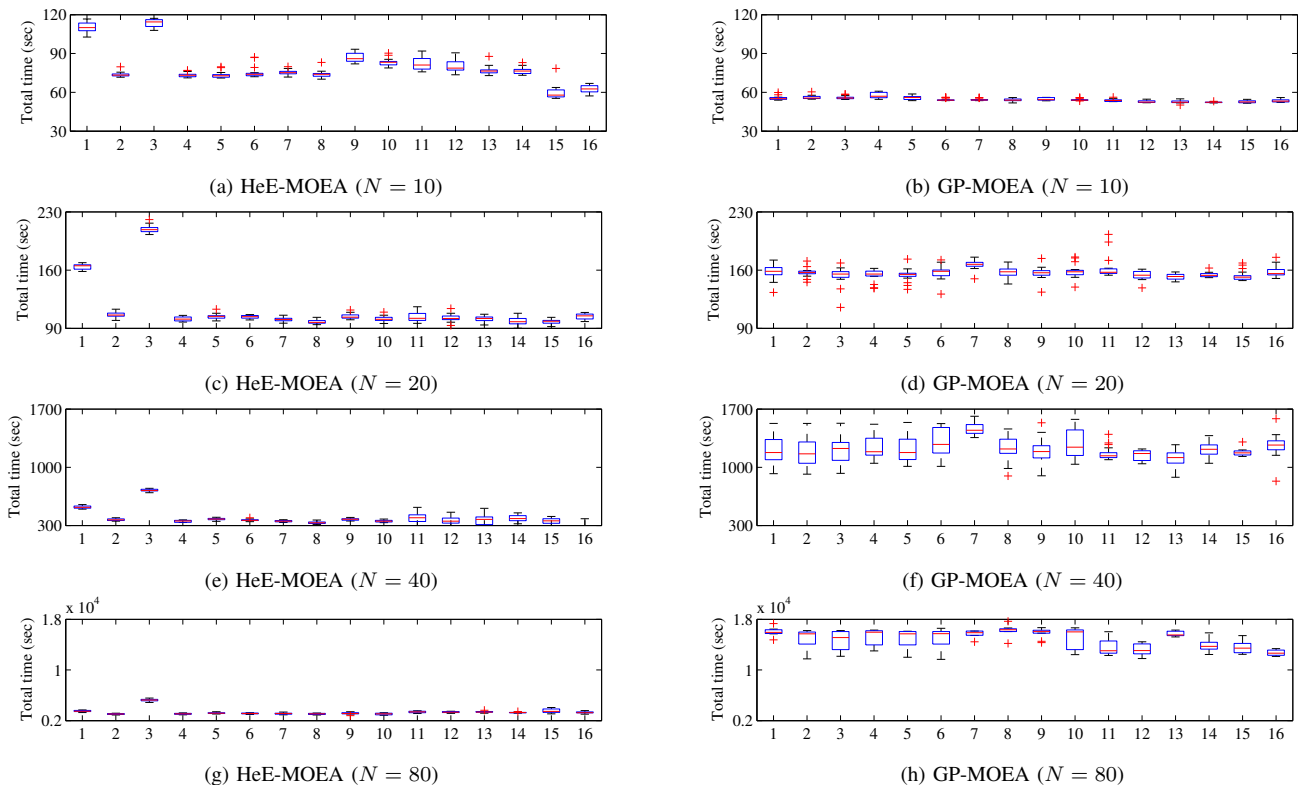 120
90
60
30
Total time (sec)
1 2 3 4 5 6 7 8 9 10 11 12 13 14 15 16
(a) HeE-MOEA (N = 10)
120
90
60
30
Total time (sec)
1 2 3 4 5 6 7 8 9 10 11 12 13 14 15 16
(b) GP-MOEA (N = 10)
230
160
90
Total time (sec)
1 2 3 4 5 6 7 8 9 10 11 12 13 14 15 16
(c) HeE-MOEA (N = 20)
230
160
90
Total time (sec)
1 2 3 4 5 6 7 8 9 10 11 12 13 14 15 16
(d) GP-MOEA (N = 20)
1700
1000
300
Total time (sec)
1 2 3 4 5 6 7 8 9 10 11 12 13 14 15 16
(e) HeE-MOEA (N = 40)
1700
1000
300
Total time (sec)
1 2 3 4 5 6 7 8 9 10 11 12 13 14 15 16
(f) GP-MOEA (N = 40)
x 10^4
1.8
1
0.2
Total time (sec)
1 2 3 4 5 6 7 8 9 10 11 12 13 14 15 16
(g) HeE-MOEA (N = 80)
x 10^4
1.8
1
0.2
Total time (sec)
1 2 3 4 5 6 7 8 9 10 11 12 13 14 15 16
(h) GP-MOEA (N = 80)